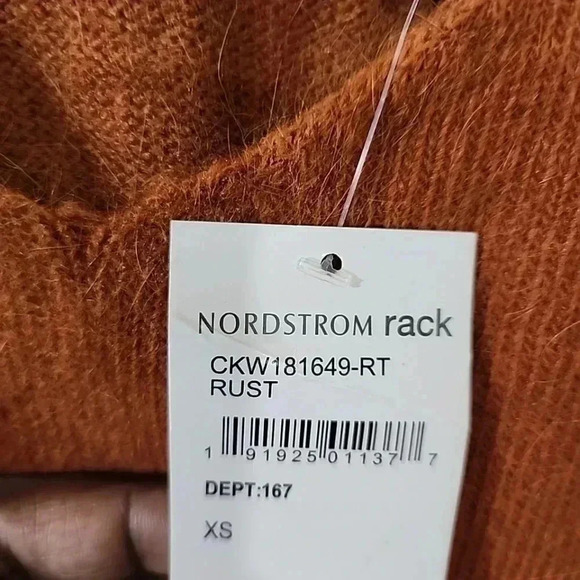 NORDSTROM rack
CKW181649-RT
RUST
1 91925 01137 7
DEPT:167
XS